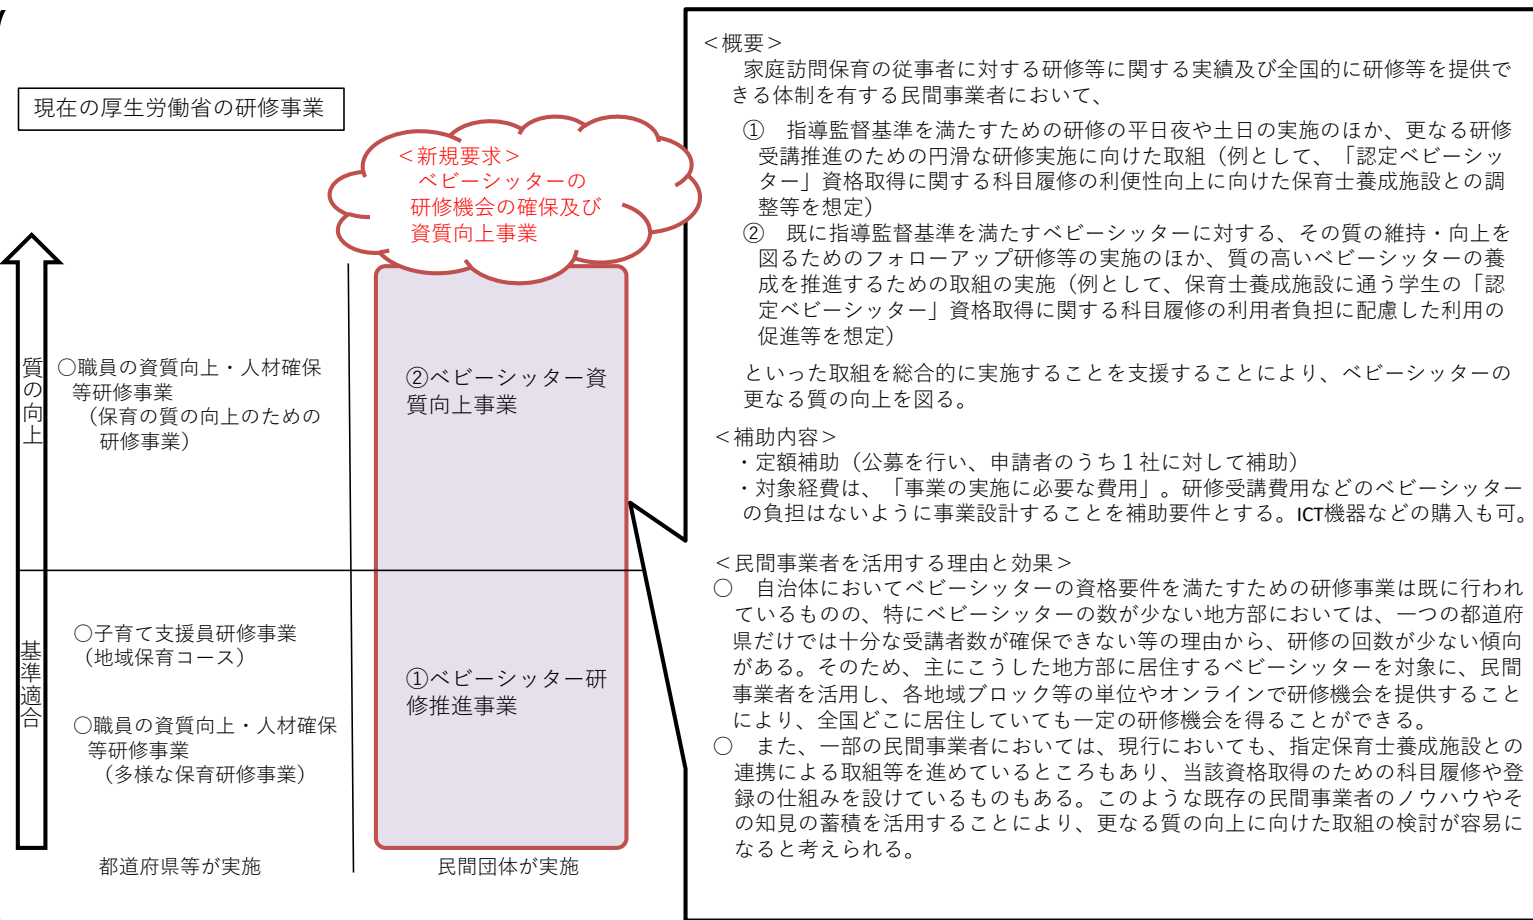 現在の厚生労働省の研修事業
＜新規要求＞
ベビーシッターの
研修機会の確保及び
資質向上事業
質の向上
○職員の資質向上・人材確保
等研修事業
（保育の質の向上のための
研修事業）
②ベビーシッター資
質向上事業
基準適合
○子育て支援員研修事業
（地域保育コース）
○職員の資質向上・人材確保
等研修事業
（多様な保育研修事業）
①ベビーシッター研
修推進事業
都道府県等が実施
民間団体が実施
＜概要＞
家庭訪問保育の従事者に対する研修等に関する実績及び全国的に研修等を提供で
きる体制を有する民間事業者において、
①　指導監督基準を満たすための研修の平日夜や土日の実施のほか、更なる研修
受講推進のための円滑な研修実施に向けた取組（例として、「認定ベビーシッ
ター」資格取得に関する科目履修の利便性向上に向けた保育士養成施設との調
整等を想定）
②　既に指導監督基準を満たすベビーシッターに対する、その質の維持・向上を
図るためのフォローアップ研修等の実施のほか、質の高いベビーシッターの養
成を推進するための取組の実施（例として、保育士養成施設に通う学生の「認
定ベビーシッター」資格取得に関する科目履修の利用者負担に配慮した利用の
促進等を想定）
といった取組を総合的に実施することを支援することにより、ベビーシッターの
更なる質の向上を図る。
＜補助内容＞
・定額補助（公募を行い、申請者のうち１社に対して補助）
・対象経費は、「事業の実施に必要な費用」。研修受講費用などのベビーシッター
の負担はないように事業設計することを補助要件とする。ICT機器などの購入も可。
＜民間事業者を活用する理由と効果＞
○　自治体においてベビーシッターの資格要件を満たすための研修事業は既に行われ
ているものの、特にベビーシッターの数が少ない地方部においては、一つの都道府
県だけでは十分な受講者数が確保できない等の理由から、研修の回数が少ない傾向
がある。そのため、主にこうした地方部に居住するベビーシッターを対象に、民間
事業者を活用し、各地域ブロック等の単位やオンラインで研修機会を提供すること
により、全国どこに居住していても一定の研修機会を得ることができる。
○　また、一部の民間事業者においては、現行においても、指定保育士養成施設との
連携による取組等を進めているところもあり、当該資格取得のための科目履修や登
録の仕組みを設けているものもある。このような既存の民間事業者のノウハウやそ
の知見の蓄積を活用することにより、更なる質の向上に向けた取組の検討が容易に
なると考えられる。